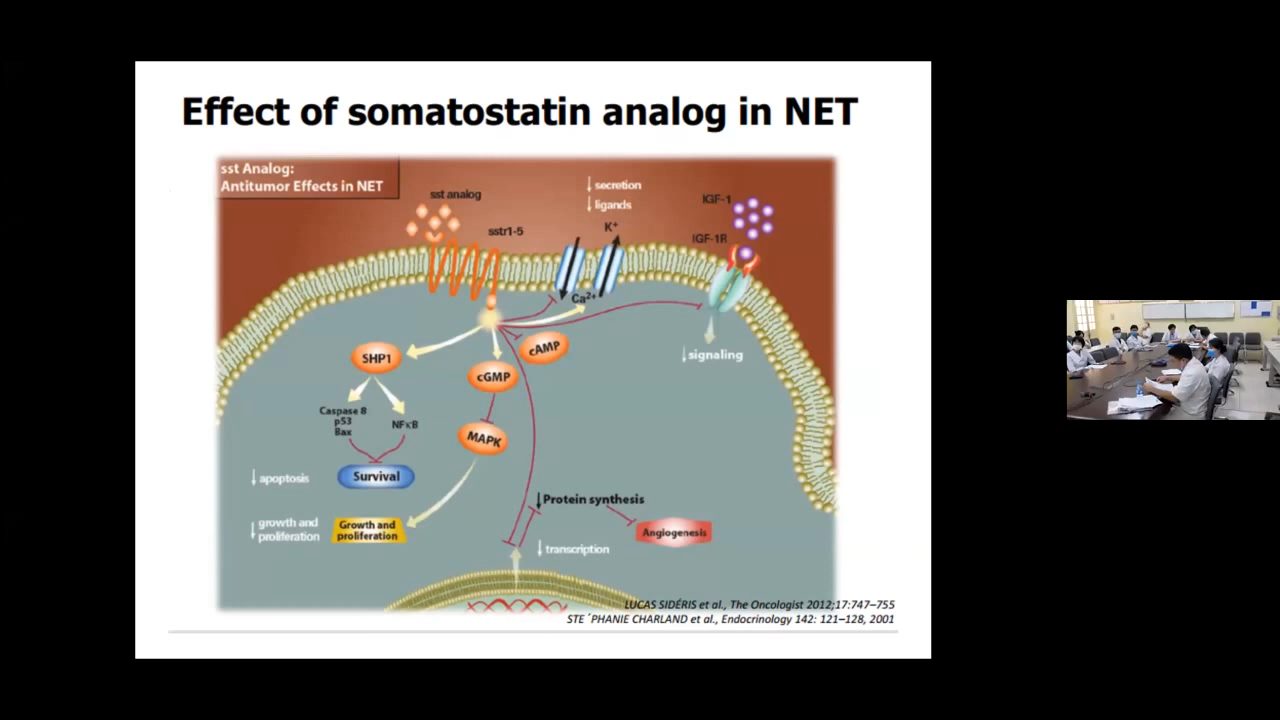 Effect of somatostatin analog in NET
sst Analog:
Antitumor Effects in NET
sst analog
sstr1-5
↓ secretion
↓ ligands
K+
IGF-1
IGF-1R
Ca2+
↓ signaling
SHP1
cAMP
cGMP
Caspase 8
p53
Bax
NFκB
MAPK
↓ apoptosis
Survival
↓ growth and
proliferation
Growth and
proliferation
↓ Protein synthesis
Angiogenesis
↓ transcription
LUCAS SIDÉRIS et al., The Oncologist 2012;17:747–755
STE ´PHANIE CHARLAND et al., Endocrinology 142: 121–128, 2001